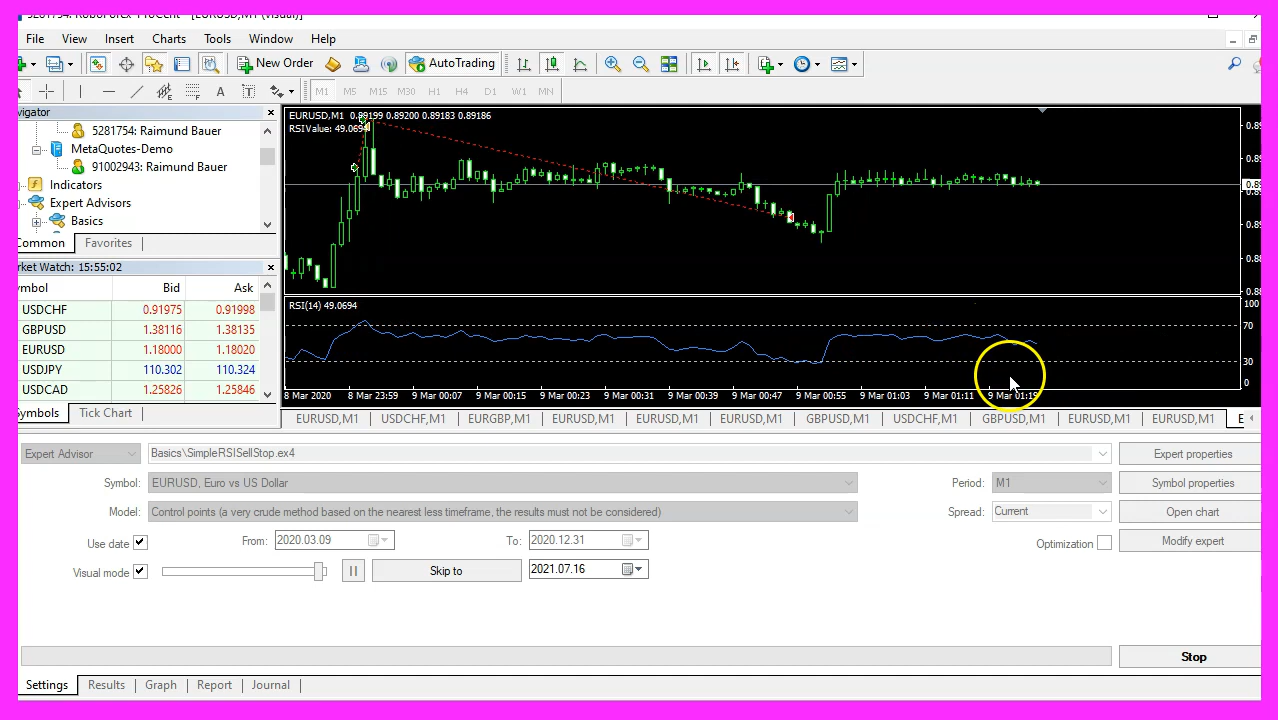 5281754: RoboForex-ProCent - [EURUSD,M1 (visual)]
File View Insert Charts Tools Window Help
New Order AutoTrading
A T M1 M5 M15 M30 H1 H4 D1 W1 MN
avigator
5281754: Raimund Bauer
MetaQuotes-Demo
91002943: Raimund Bauer
Indicators
Expert Advisors
Basics
Common Favorites
rket Watch: 15:55:02
ymbol Bid Ask
USDCHF 0.91975 0.91998
GBPUSD 1.38116 1.38135
EURUSD 1.18000 1.18020
USDJPY 110.302 110.324
USDCAD 1.25826 1.25846
Symbols Tick Chart
EURUSD,M1 0.89199 0.89200 0.89183 0.89186
RSI Value: 49.0694
RSI(14) 49.0694
100
70
30
0
8 Mar 2020 8 Mar 23:59 9 Mar 00:07 9 Mar 00:15 9 Mar 00:23 9 Mar 00:31 9 Mar 00:39 9 Mar 00:47 9 Mar 00:55 9 Mar 01:03 9 Mar 01:11 9 Mar 01:19
EURUSD,M1 USDCHF,M1 EURGBP,M1 EURUSD,M1 EURUSD,M1 EURUSD,M1 GBPUSD,M1 USDCHF,M1 GBPUSD,M1 EURUSD,M1 EURUSD,M1 E
Expert Advisor Basics\SimpleRSISellStop.ex4 Expert properties
Symbol: EURUSD, Euro vs US Dollar Period: M1 Symbol properties
Model: Control points (a very crude method based on the nearest less timeframe, the results must not be considered) Spread: Current Open chart
Use date From: 2020.03.09 To: 2020.12.31 Optimization Modify expert
Visual mode Skip to 2021.07.16
Stop
Settings Results Graph Report Journal